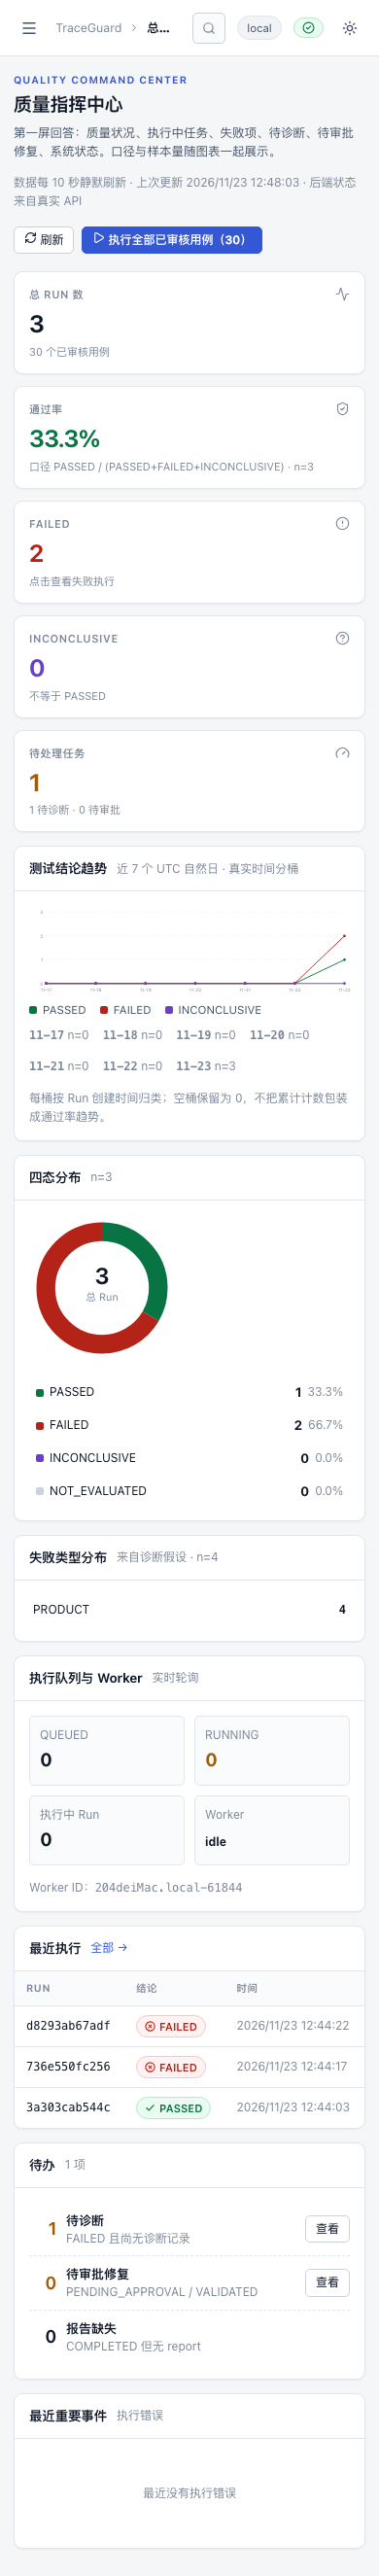 TraceGuard > 总... local
QUALITY COMMAND CENTER
质量指挥中心
第一屏回答：质量状况、执行中任务、失败项、待诊断、待审批
修复、系统状态。口径与样本量随图表一起展示。
数据每 10 秒静默刷新 · 上次更新 2026/11/23 12:48:03 · 后端状态
来自真实 API
刷新 执行全部已审核用例（30）
总 RUN 数
3
30 个已审核用例
通过率
33.3%
口径 PASSED / (PASSED+FAILED+INCONCLUSIVE) · n=3
FAILED
2
点击查看失败执行
INCONCLUSIVE
0
不等于 PASSED
待处理任务
1
1 待诊断 · 0 待审批
测试结论趋势 近 7 个 UTC 自然日 · 真实时间分桶
3
2
1
0
11-17 11-18 11-19 11-20 11-21 11-22 11-23
PASSED FAILED INCONCLUSIVE
11-17 n=0 11-18 n=0 11-19 n=0 11-20 n=0
11-21 n=0 11-22 n=0 11-23 n=3
每桶按 Run 创建时间归类；空桶保留为 0，不把累计计数包装
成通过率趋势。
四态分布 n=3
3
总 Run
PASSED 1 33.3%
FAILED 2 66.7%
INCONCLUSIVE 0 0.0%
NOT_EVALUATED 0 0.0%
失败类型分布 来自诊断假设 · n=4
PRODUCT 4
执行队列与 Worker 实时轮询
QUEUED RUNNING
0 0
执行中 Run Worker
0 idle
Worker ID: 204deiMac.local-61844
最近执行 全部 →
RUN 结论 时间
d8293ab67adf FAILED 2026/11/23 12:44:22
736e550fc256 FAILED 2026/11/23 12:44:17
3a303cab544c PASSED 2026/11/23 12:44:03
待办 1 项
1 待诊断 查看
FAILED 且尚无诊断记录
0 待审批修复 查看
PENDING_APPROVAL / VALIDATED
0 报告缺失
COMPLETED 但无 report
最近重要事件 执行错误
最近没有执行错误